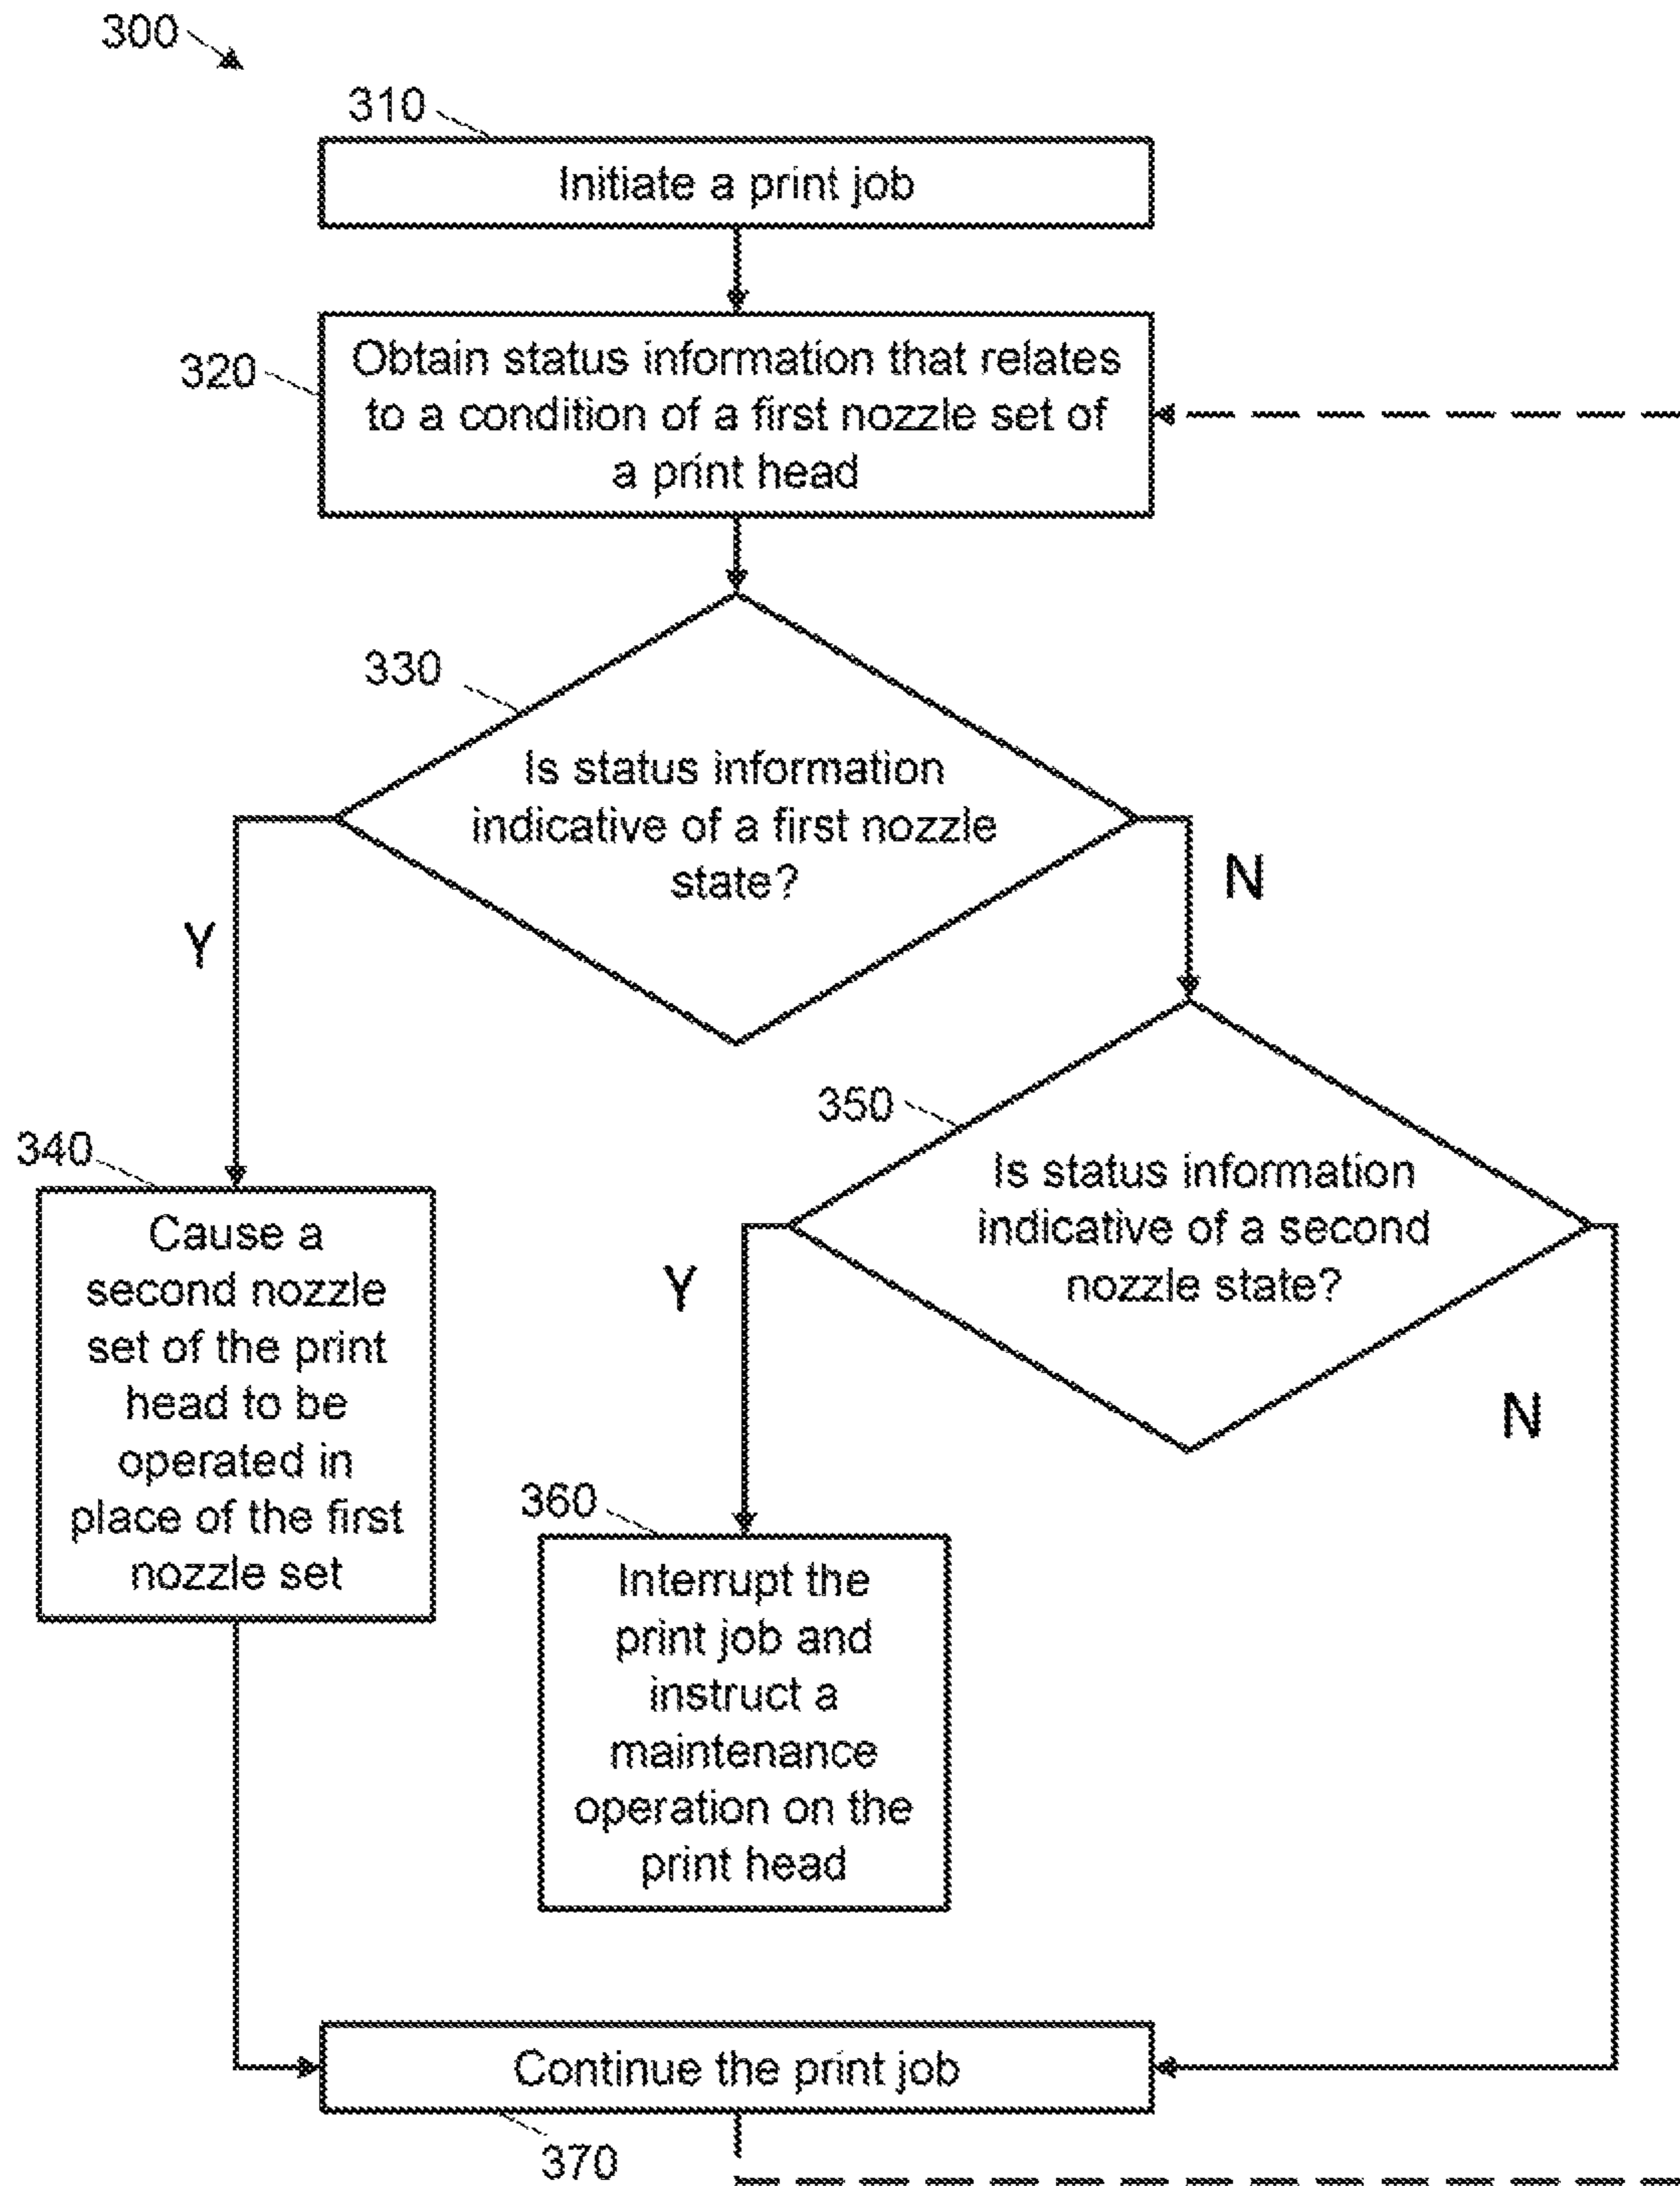 300
310
Initiate a print job
320
Obtain status information that relates
to a condition of a first nozzle set of
a print head
330
Is status information
indicative of a first nozzle
state?
Y
N
340
Cause a
second nozzle
set of the print
head to be
operated in
place of the first
nozzle set
350
Is status information
indicative of a second
nozzle state?
Y
N
360
Interrupt the
print job and
instruct a
maintenance
operation on the
print head
Continue the print job
370